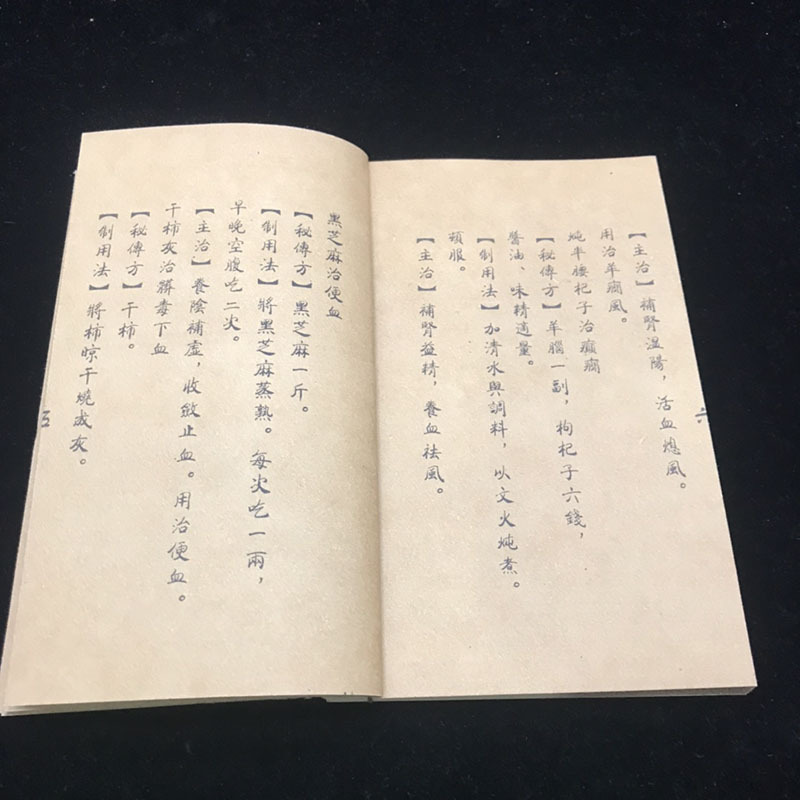 【主治】補腎溫陽，活血熄風。
用治羊癇風。
炖羊腰杞子治癲癇
【秘傳方】羊腦一副，枸杞子六錢，
醬油、味精適量。
【制用法】加清水與調料，以文火炖煮。
頓服。
【主治】補腎益精，養血祛風。
六
黑芝麻治便血
【秘傳方】黑芝麻一斤。
【制用法】將黑芝麻蒸熟。每次吃一兩，
早晚空腹吃二次。
【主治】養陰補虛，收斂止血。用治便血。
干柿灰治臟毒下血
【秘傳方】干柿。
【制用法】將柿晾干燒成灰。
五